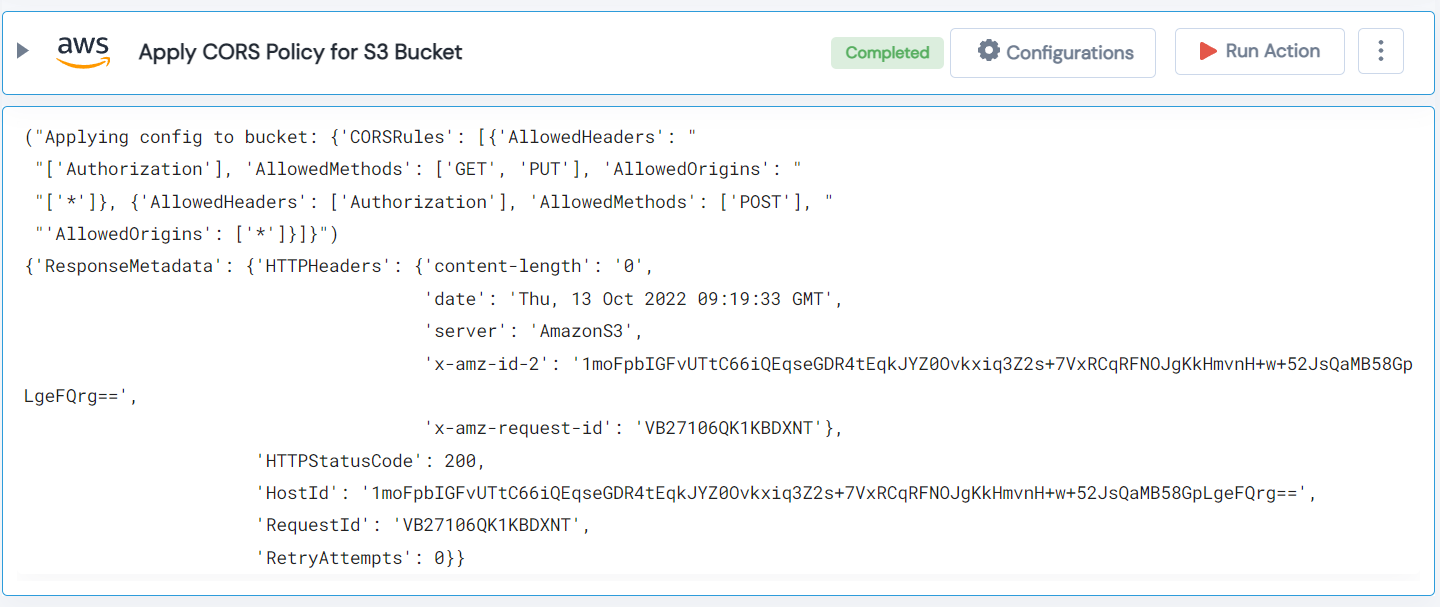 aws Apply CORS Policy for S3 Bucket Completed Configurations Run Action
("Applying config to bucket: {'CORSRules': [{'AllowedHeaders': "
"['Authorization'], 'AllowedMethods': ['GET', 'PUT'], 'AllowedOrigins': "
"['*']}, {'AllowedHeaders': ['Authorization'], 'AllowedMethods': ['POST'], "
"'AllowedOrigins': ['*']}]}")
{'ResponseMetadata': {'HTTPHeaders': {'content-length': '0',
'date': 'Thu, 13 Oct 2022 09:19:33 GMT',
'server': 'AmazonS3',
'x-amz-id-2': '1moFpbIGFvUTtC66iQEqseGDR4tEqkJYZ0Ovkxiq3Z2s+7VxRCqRFNOJgKkHmvnH+w+52JsQaMB58Gp
LgeFQrg==',
'x-amz-request-id': 'VB27106QK1KBDXNT'},
'HTTPStatusCode': 200,
'HostId': '1moFpbIGFvUTtC66iQEqseGDR4tEqkJYZ0Ovkxiq3Z2s+7VxRCqRFNOJgKkHmvnH+w+52JsQaMB58GpLgeFQrg==',
'RequestId': 'VB27106QK1KBDXNT',
'RetryAttempts': 0}}